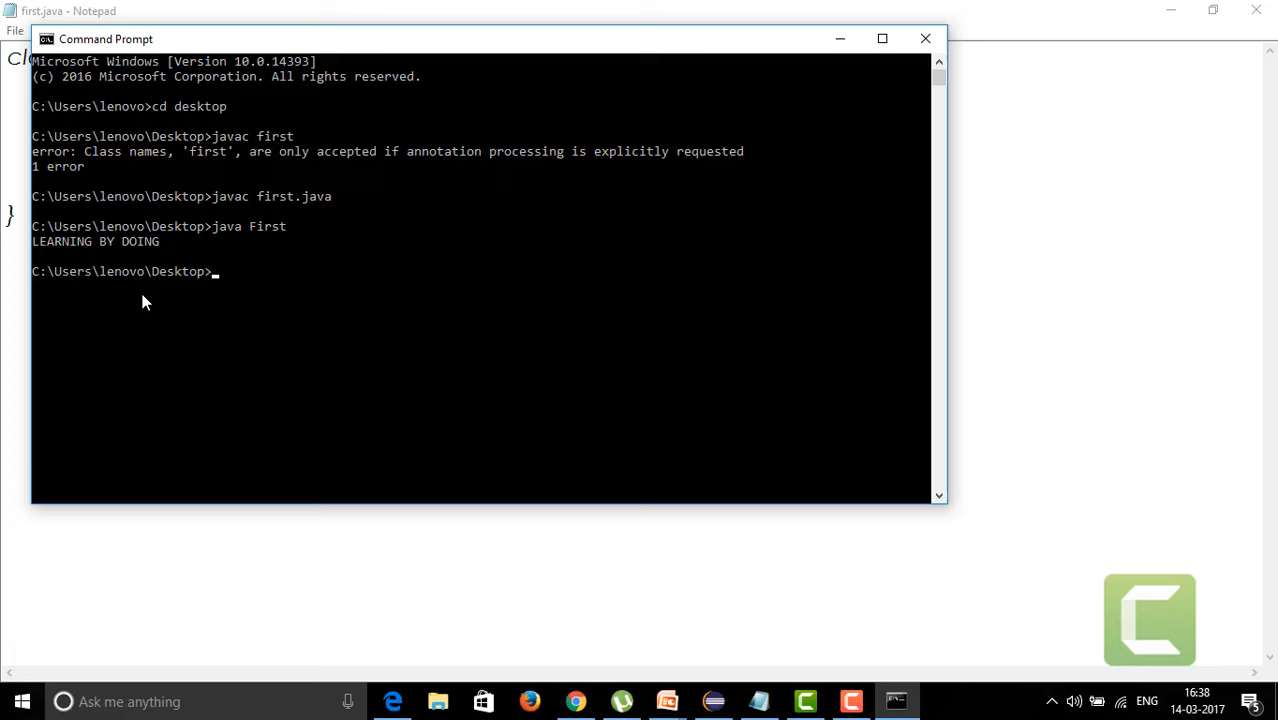 first.java - Notepad
File
Command Prompt
Microsoft Windows [Version 10.0.14393]
(c) 2016 Microsoft Corporation. All rights reserved.
C:\Users\lenovo>cd desktop
C:\Users\lenovo\Desktop>javac first
error: Class names, 'first', are only accepted if annotation processing is explicitly requested
1 error
C:\Users\lenovo\Desktop>javac first.java
C:\Users\lenovo\Desktop>java First
LEARNING BY DOING
C:\Users\lenovo\Desktop>
}
Ask me anything
ENG
16:38
14-03-2017
5